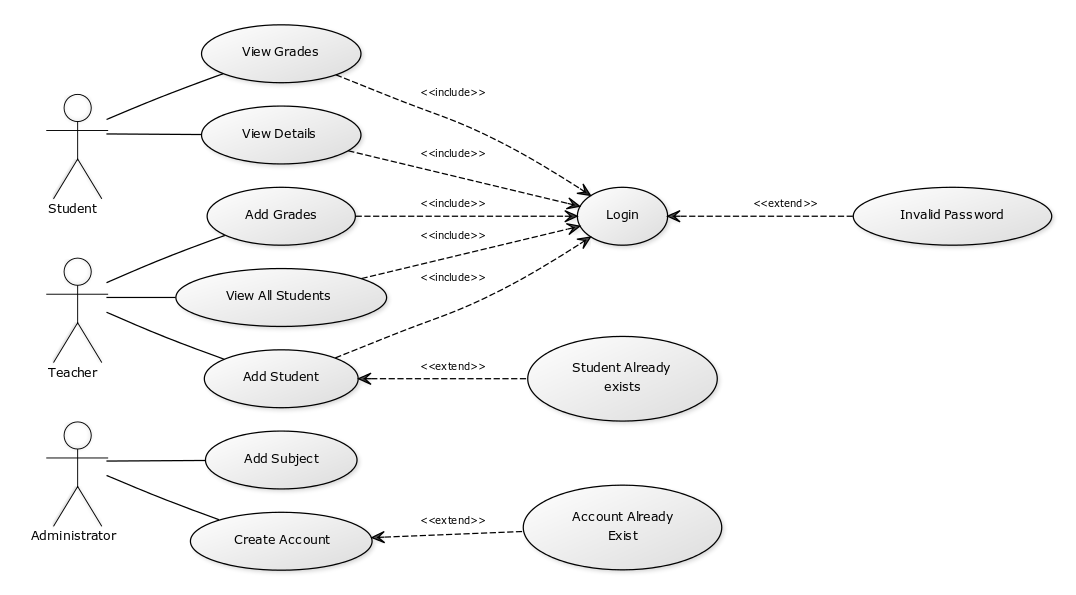 View Grades
<<include>>
View Details
<<include>>
Student
Add Grades
<<include>>
Login
<<extend>>
Invalid Password
<<include>>
View All Students
<<include>>
Teacher
Add Student
<<extend>>
Student Already
exists
Add Subject
Administrator
Create Account
<<extend>>
Account Already
Exist